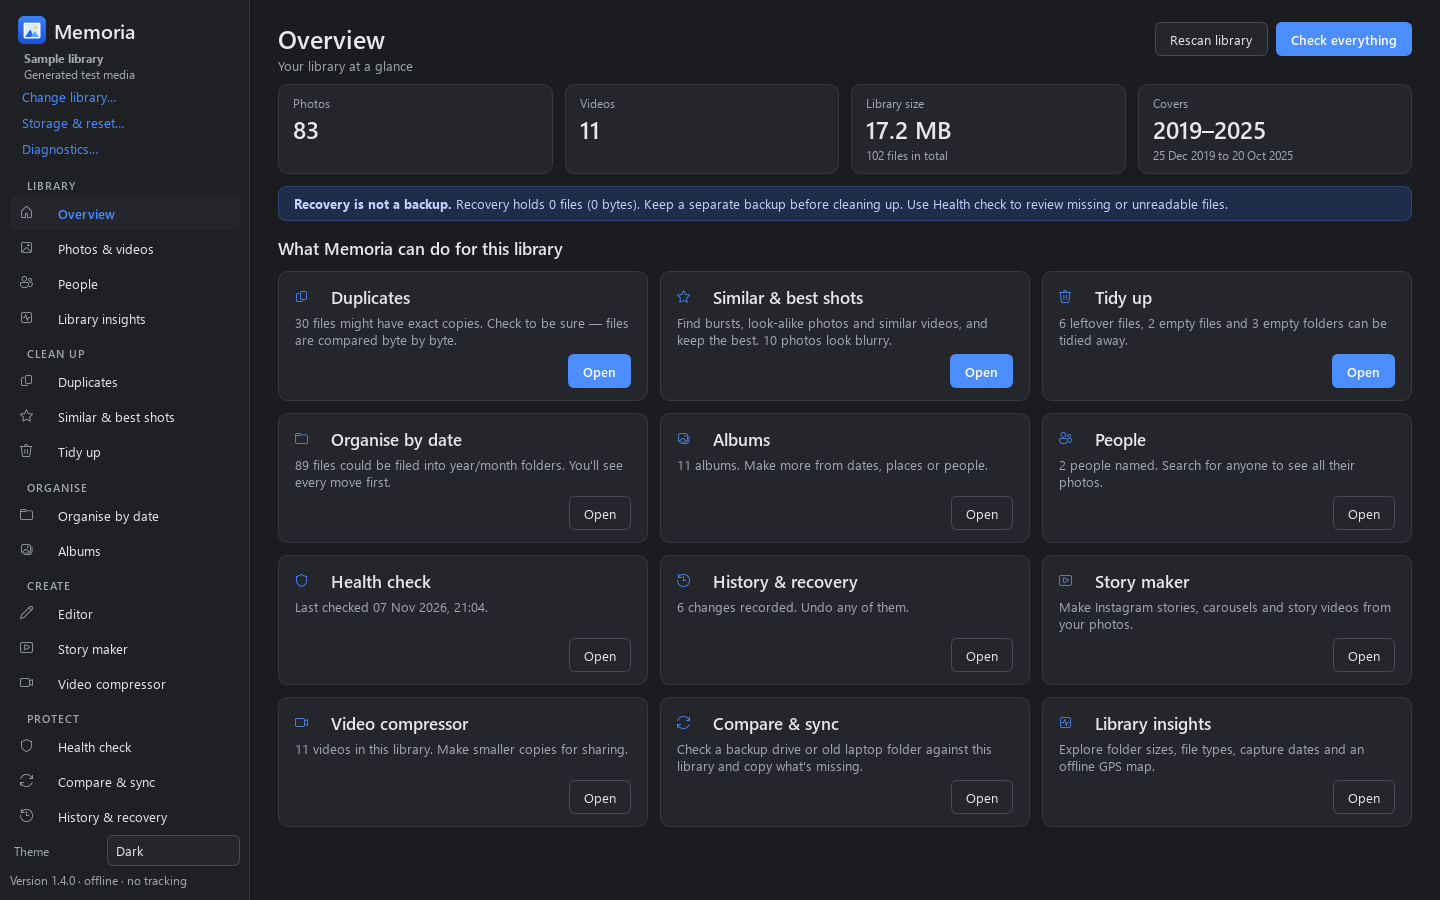 Memoria
Sample library
Generated test media
Change library...
Storage & reset...
Diagnostics...
LIBRARY
Overview
Photos & videos
People
Library insights
CLEAN UP
Duplicates
Similar & best shots
Tidy up
ORGANISE
Organise by date
Albums
CREATE
Editor
Story maker
Video compressor
PROTECT
Health check
Compare & sync
History & recovery
Theme
Dark
Version 1.4.0 · offline · no tracking
Overview
Your library at a glance
Rescan library
Check everything
Photos
83
Videos
11
Library size
17.2 MB
102 files in total
Covers
2019–2025
25 Dec 2019 to 20 Oct 2025
Recovery is not a backup. Recovery holds 0 files (0 bytes). Keep a separate backup before cleaning up. Use Health check to review missing or unreadable files.
What Memoria can do for this library
Duplicates
30 files might have exact copies. Check to be sure — files
are compared byte by byte.
Open
Similar & best shots
Find bursts, look-alike photos and similar videos, and
keep the best. 10 photos look blurry.
Open
Tidy up
6 leftover files, 2 empty files and 3 empty folders can be
tidied away.
Open
Organise by date
89 files could be filed into year/month folders. You'll see
every move first.
Open
Albums
11 albums. Make more from dates, places or people.
Open
People
2 people named. Search for anyone to see all their
photos.
Open
Health check
Last checked 07 Nov 2026, 21:04.
Open
History & recovery
6 changes recorded. Undo any of them.
Open
Story maker
Make Instagram stories, carousels and story videos from
your photos.
Open
Video compressor
11 videos in this library. Make smaller copies for sharing.
Open
Compare & sync
Check a backup drive or old laptop folder against this
library and copy what's missing.
Open
Library insights
Explore folder sizes, file types, capture dates and an
offline GPS map.
Open